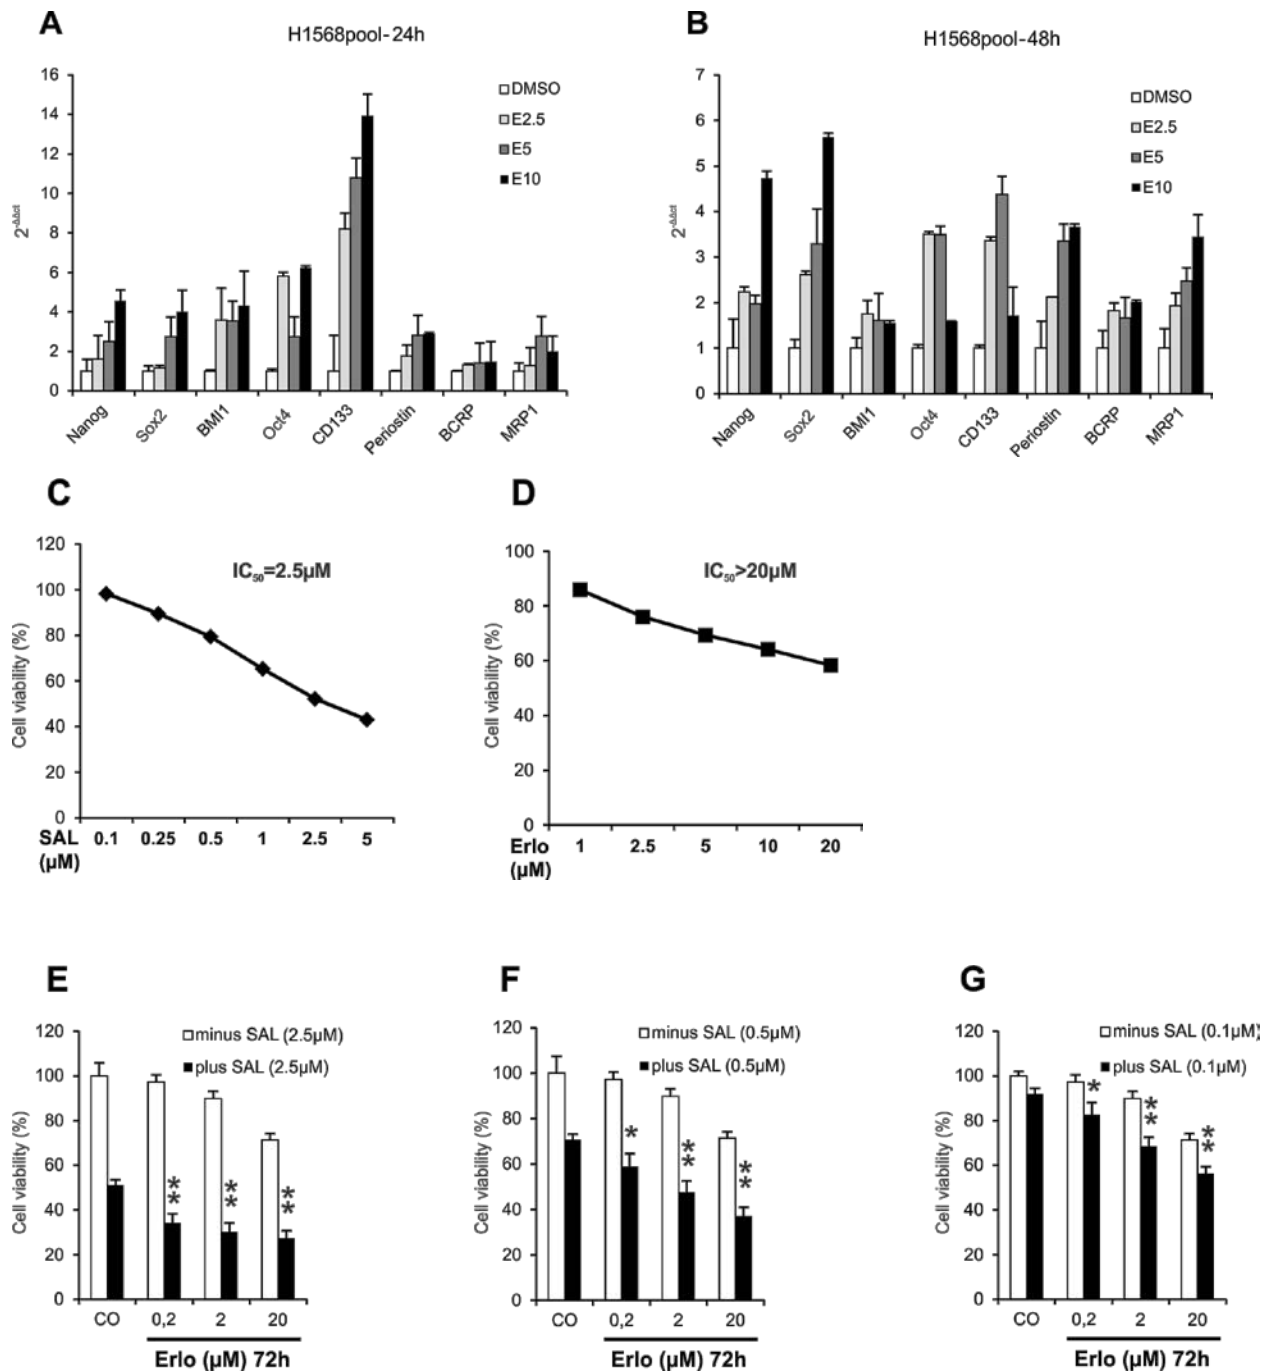 A
H1568pool-24h
16
14
12
10
8
6
4
2
0
2^-ΔΔct
DMSO
E2.5
E5
E10
Nanog
Sox2
BMI1
Oct4
CD133
Periostin
BCRP
MRP1
B
H1568pool-48h
7
6
5
4
3
2
1
0
2^-ΔΔct
DMSO
E2.5
E5
E10
Nanog
Sox2
BMI1
Oct4
CD133
Periostin
BCRP
MRP1
C
IC50=2.5µM
120
100
80
60
40
20
0
Cell viability (%)
SAL 0.1 0.25 0.5 1 2.5 5
(µM)
D
IC50>20µM
100
80
60
40
20
0
Cell viability (%)
Erlo 1 2.5 5 10 20
(µM)
E
120
100
80
60
40
20
0
Cell viability (%)
minus SAL (2.5µM)
plus SAL (2.5µM)
**
**
**
CO 0,2 2 20
Erlo (µM) 72h
F
120
100
80
60
40
20
0
Cell viability (%)
minus SAL (0.5µM)
plus SAL (0.5µM)
*
**
**
CO 0,2 2 20
Erlo (µM) 72h
G
120
100
80
60
40
20
0
Cell viability (%)
minus SAL (0.1µM)
plus SAL (0.1µM)
*
**
**
CO 0,2 2 20
Erlo (µM) 72h